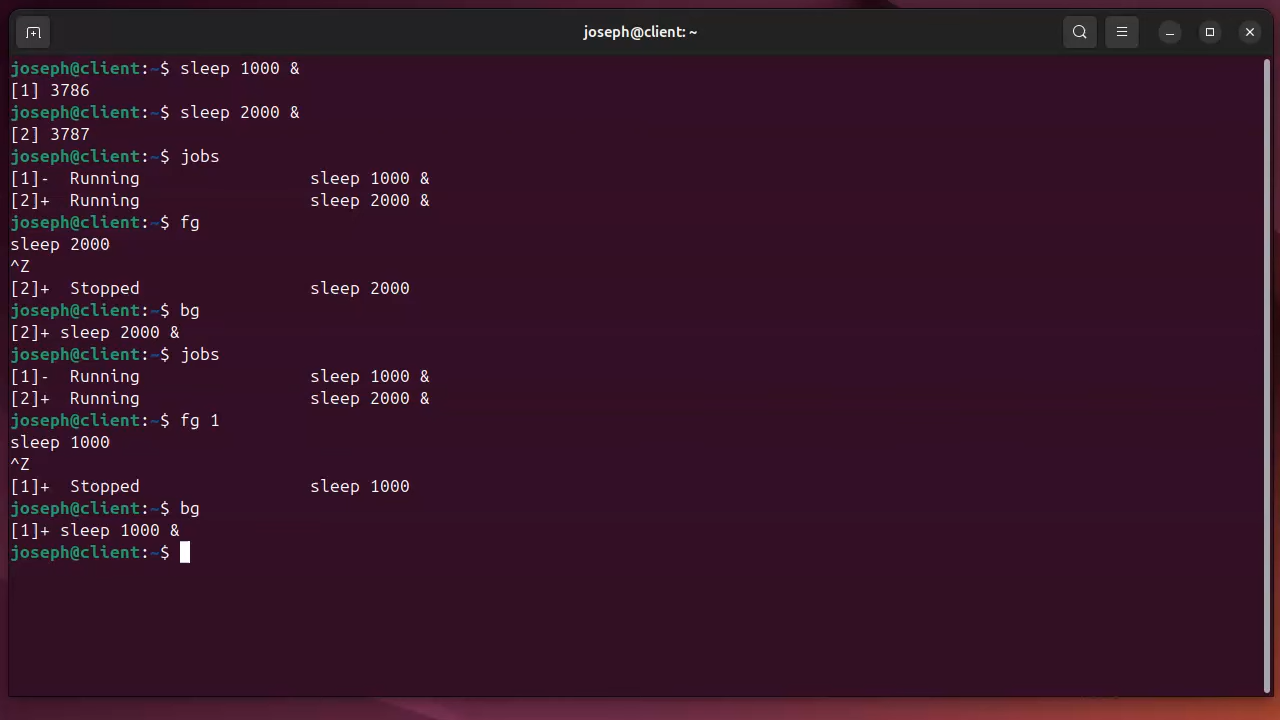 joseph@client: ~
joseph@client:~$ sleep 1000 &
[1] 3786
joseph@client:~$ sleep 2000 &
[2] 3787
joseph@client:~$ jobs
[1]-  Running                 sleep 1000 &
[2]+  Running                 sleep 2000 &
joseph@client:~$ fg
sleep 2000
^Z
[2]+  Stopped                 sleep 2000
joseph@client:~$ bg
[2]+ sleep 2000 &
joseph@client:~$ jobs
[1]-  Running                 sleep 1000 &
[2]+  Running                 sleep 2000 &
joseph@client:~$ fg 1
sleep 1000
^Z
[1]+  Stopped                 sleep 1000
joseph@client:~$ bg
[1]+ sleep 1000 &
joseph@client:~$